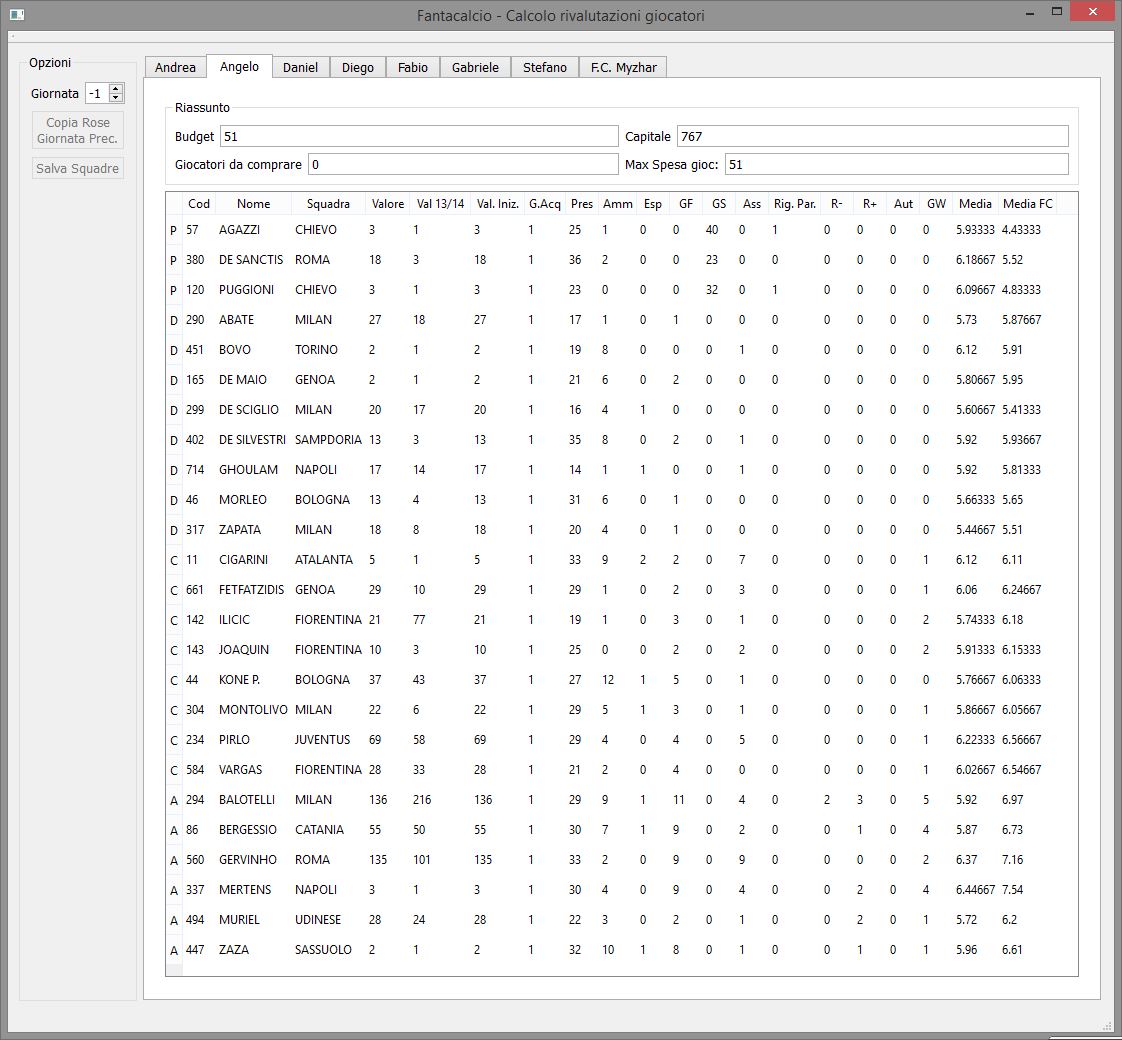 Fantacalcio - Calcolo rivalutazioni giocatori
Opzioni
Giornata -1
Copia Rose
Giornata Prec.
Salva Squadre
Andrea Angelo Daniel Diego Fabio Gabriele Stefano F.C. Myzhar
Riassunto
Budget 51 Capitale 767
Giocatori da comprare 0 Max Spesa gioc: 51
Cod Nome Squadra Valore Val 13/14 Val. Iniz. G.Acq Pres Amm Esp GF GS Ass Rig. Par. R- R+ Aut GW Media Media FC
P 57 AGAZZI CHIEVO 3 1 3 1 25 1 0 0 40 0 1 0 0 0 0 5.93333 4.43333
P 380 DE SANCTIS ROMA 18 3 18 1 36 2 0 0 23 0 0 0 0 0 0 6.18667 5.52
P 120 PUGGIONI CHIEVO 3 1 3 1 23 0 0 0 32 0 1 0 0 0 0 6.09667 4.83333
D 290 ABATE MILAN 27 18 27 1 17 1 0 1 0 0 0 0 0 0 0 5.73 5.87667
D 451 BOVO TORINO 2 1 2 1 19 8 0 0 0 1 0 0 0 0 0 6.12 5.91
D 165 DE MAIO GENOA 2 1 2 1 21 6 0 2 0 0 0 0 0 0 0 5.80667 5.95
D 299 DE SCIGLIO MILAN 20 17 20 1 16 4 1 0 0 0 0 0 0 0 0 5.60667 5.41333
D 402 DE SILVESTRI SAMPDORIA 13 3 13 1 35 8 0 2 0 1 0 0 0 0 0 5.92 5.93667
D 714 GHOULAM NAPOLI 17 14 17 1 14 1 1 0 0 1 0 0 0 0 0 5.92 5.81333
D 46 MORLEO BOLOGNA 13 4 13 1 31 6 0 1 0 0 0 0 0 0 0 5.66333 5.65
D 317 ZAPATA MILAN 18 8 18 1 20 4 0 1 0 0 0 0 0 0 0 5.44667 5.51
C 11 CIGARINI ATALANTA 5 1 5 1 33 9 2 2 0 7 0 0 0 0 1 6.12 6.11
C 661 FETFATZIDIS GENOA 29 10 29 1 29 1 0 2 0 3 0 0 0 0 1 6.06 6.24667
C 142 ILICIC FIORENTINA 21 77 21 1 19 1 0 3 0 1 0 0 0 0 2 5.74333 6.18
C 143 JOAQUIN FIORENTINA 10 3 10 1 25 0 0 2 0 2 0 0 0 0 2 5.91333 6.15333
C 44 KONE P. BOLOGNA 37 43 37 1 27 12 1 5 0 1 0 0 0 0 0 5.76667 6.06333
C 304 MONTOLIVO MILAN 22 6 22 1 29 5 1 3 0 1 0 0 0 0 1 5.86667 6.05667
C 234 PIRLO JUVENTUS 69 58 69 1 29 4 0 4 0 5 0 0 0 0 1 6.22333 6.56667
C 584 VARGAS FIORENTINA 28 33 28 1 21 2 0 4 0 0 0 0 0 0 1 6.02667 6.54667
A 294 BALOTELLI MILAN 136 216 136 1 29 9 1 11 0 4 0 2 3 0 5 5.92 6.97
A 86 BERGESSIO CATANIA 55 50 55 1 30 7 1 9 0 2 0 0 1 0 4 5.87 6.73
A 560 GERVINHO ROMA 135 101 135 1 33 2 0 9 0 9 0 0 0 0 2 6.37 7.16
A 337 MERTENS NAPOLI 3 1 3 1 30 4 0 9 0 4 0 0 2 0 4 6.44667 7.54
A 494 MURIEL UDINESE 28 24 28 1 22 3 0 2 0 1 0 0 2 0 1 5.72 6.2
A 447 ZAZA SASSUOLO 2 1 2 1 32 10 1 8 0 1 0 0 1 0 1 5.96 6.61